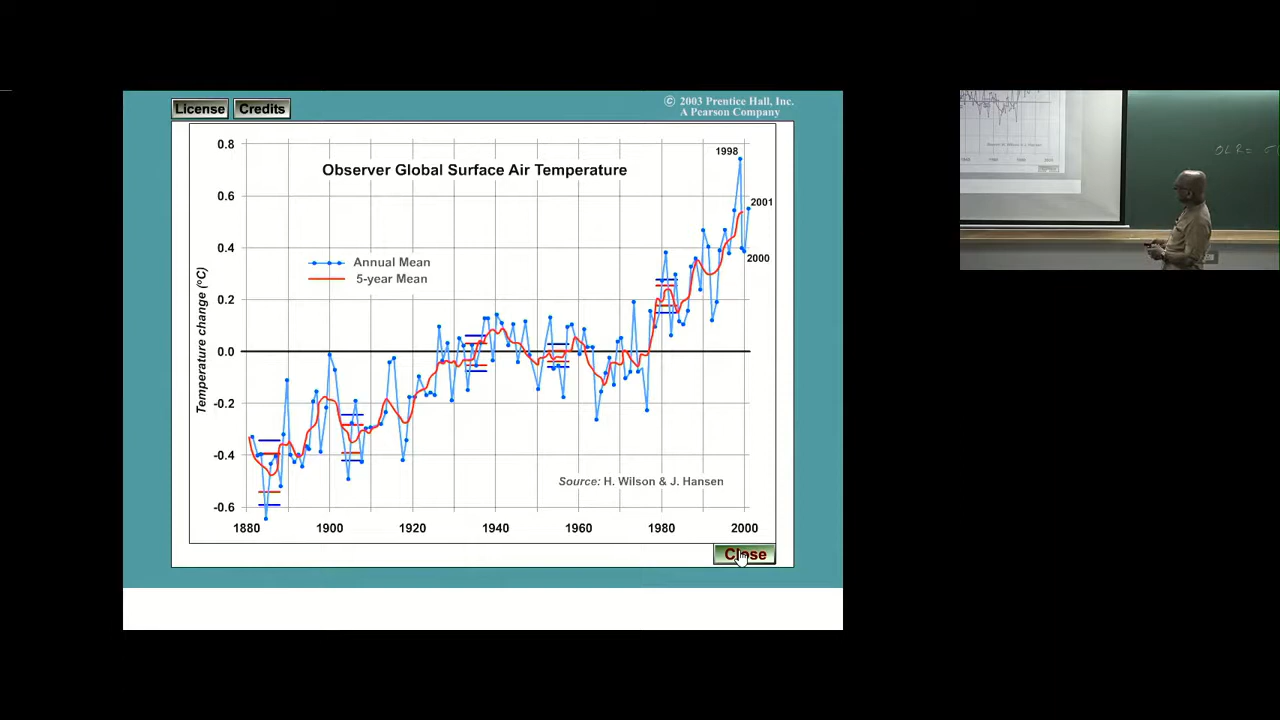 License Credits
© 2003 Prentice Hall, Inc.
A Pearson Company
Observer Global Surface Air Temperature
Annual Mean
5-year Mean
Temperature change (°C)
0.8
0.6
0.4
0.2
0.0
-0.2
-0.4
-0.6
1998
2001
2000
Source: H. Wilson & J. Hansen
1880 1900 1920 1940 1960 1980 2000
Close
OLR =